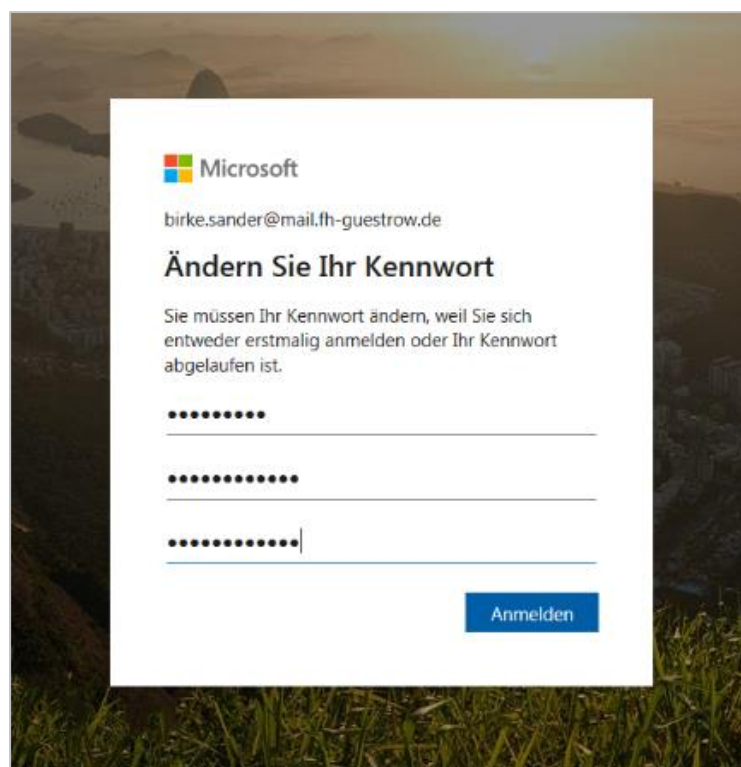 Microsoft
birke.sander@mail.fh-guestrow.de
Ändern Sie Ihr Kennwort
Sie müssen Ihr Kennwort ändern, weil Sie sich
entweder erstmalig anmelden oder Ihr Kennwort
abgelaufen ist.
•••••••••
••••••••••••
••••••••••••
Anmelden